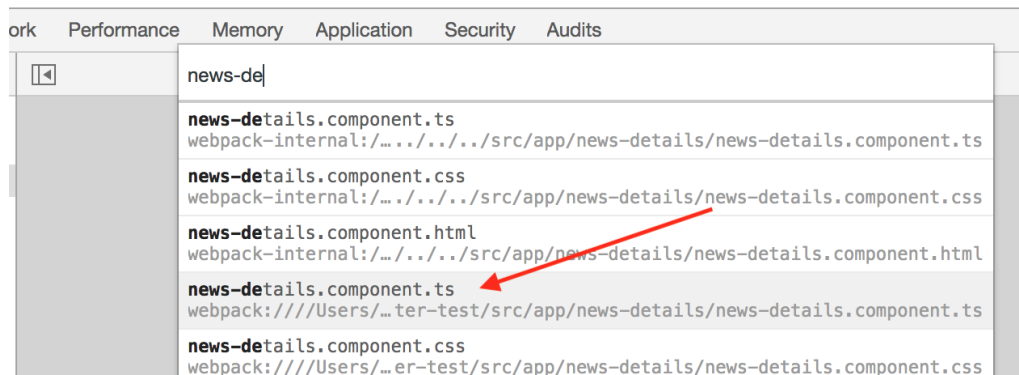 ork Performance Memory Application Security Audits
news-de
news-details.component.ts
webpack-internal:/… ../../../src/app/news-details/news-details.component.ts
news-details.component.css
webpack-internal:/… ./../../src/app/news-details/news-details.component.css
news-details.component.html
webpack-internal:/…/../../src/app/news-details/news-details.component.html
news-details.component.ts
webpack:////Users/…ter-test/src/app/news-details/news-details.component.ts
news-details.component.css
webpack:////Users/…er-test/src/app/news-details/news-details.component.css